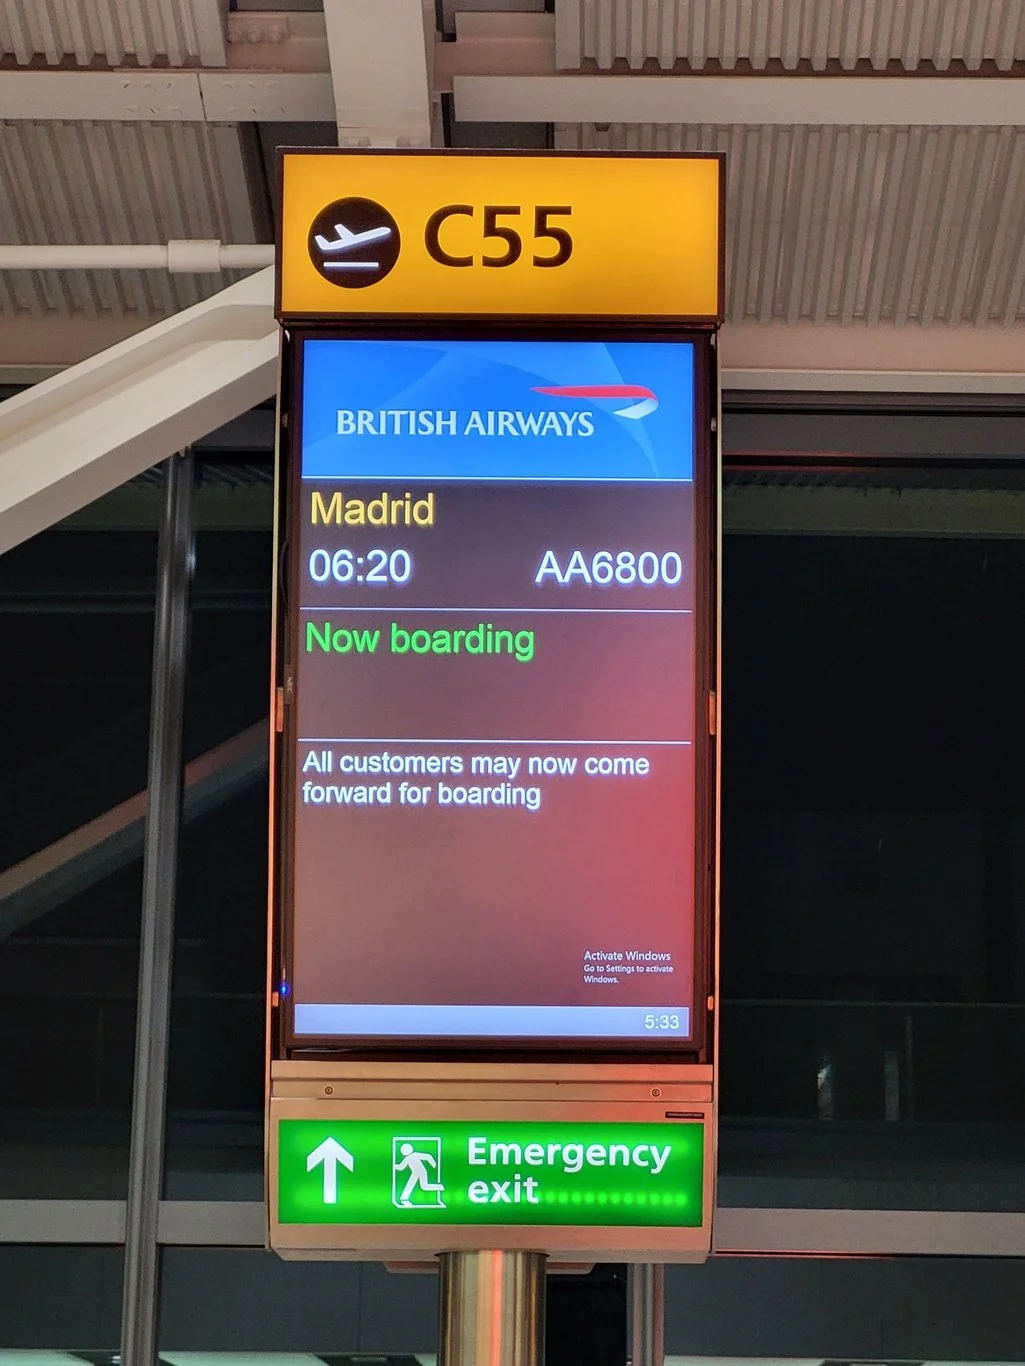 C55
BRITISH AIRWAYS
Madrid
06:20 AA6800
Now boarding
All customers may now come
forward for boarding
Activate Windows
Go to Settings to activate
Windows.
5:33
Emergency
exit